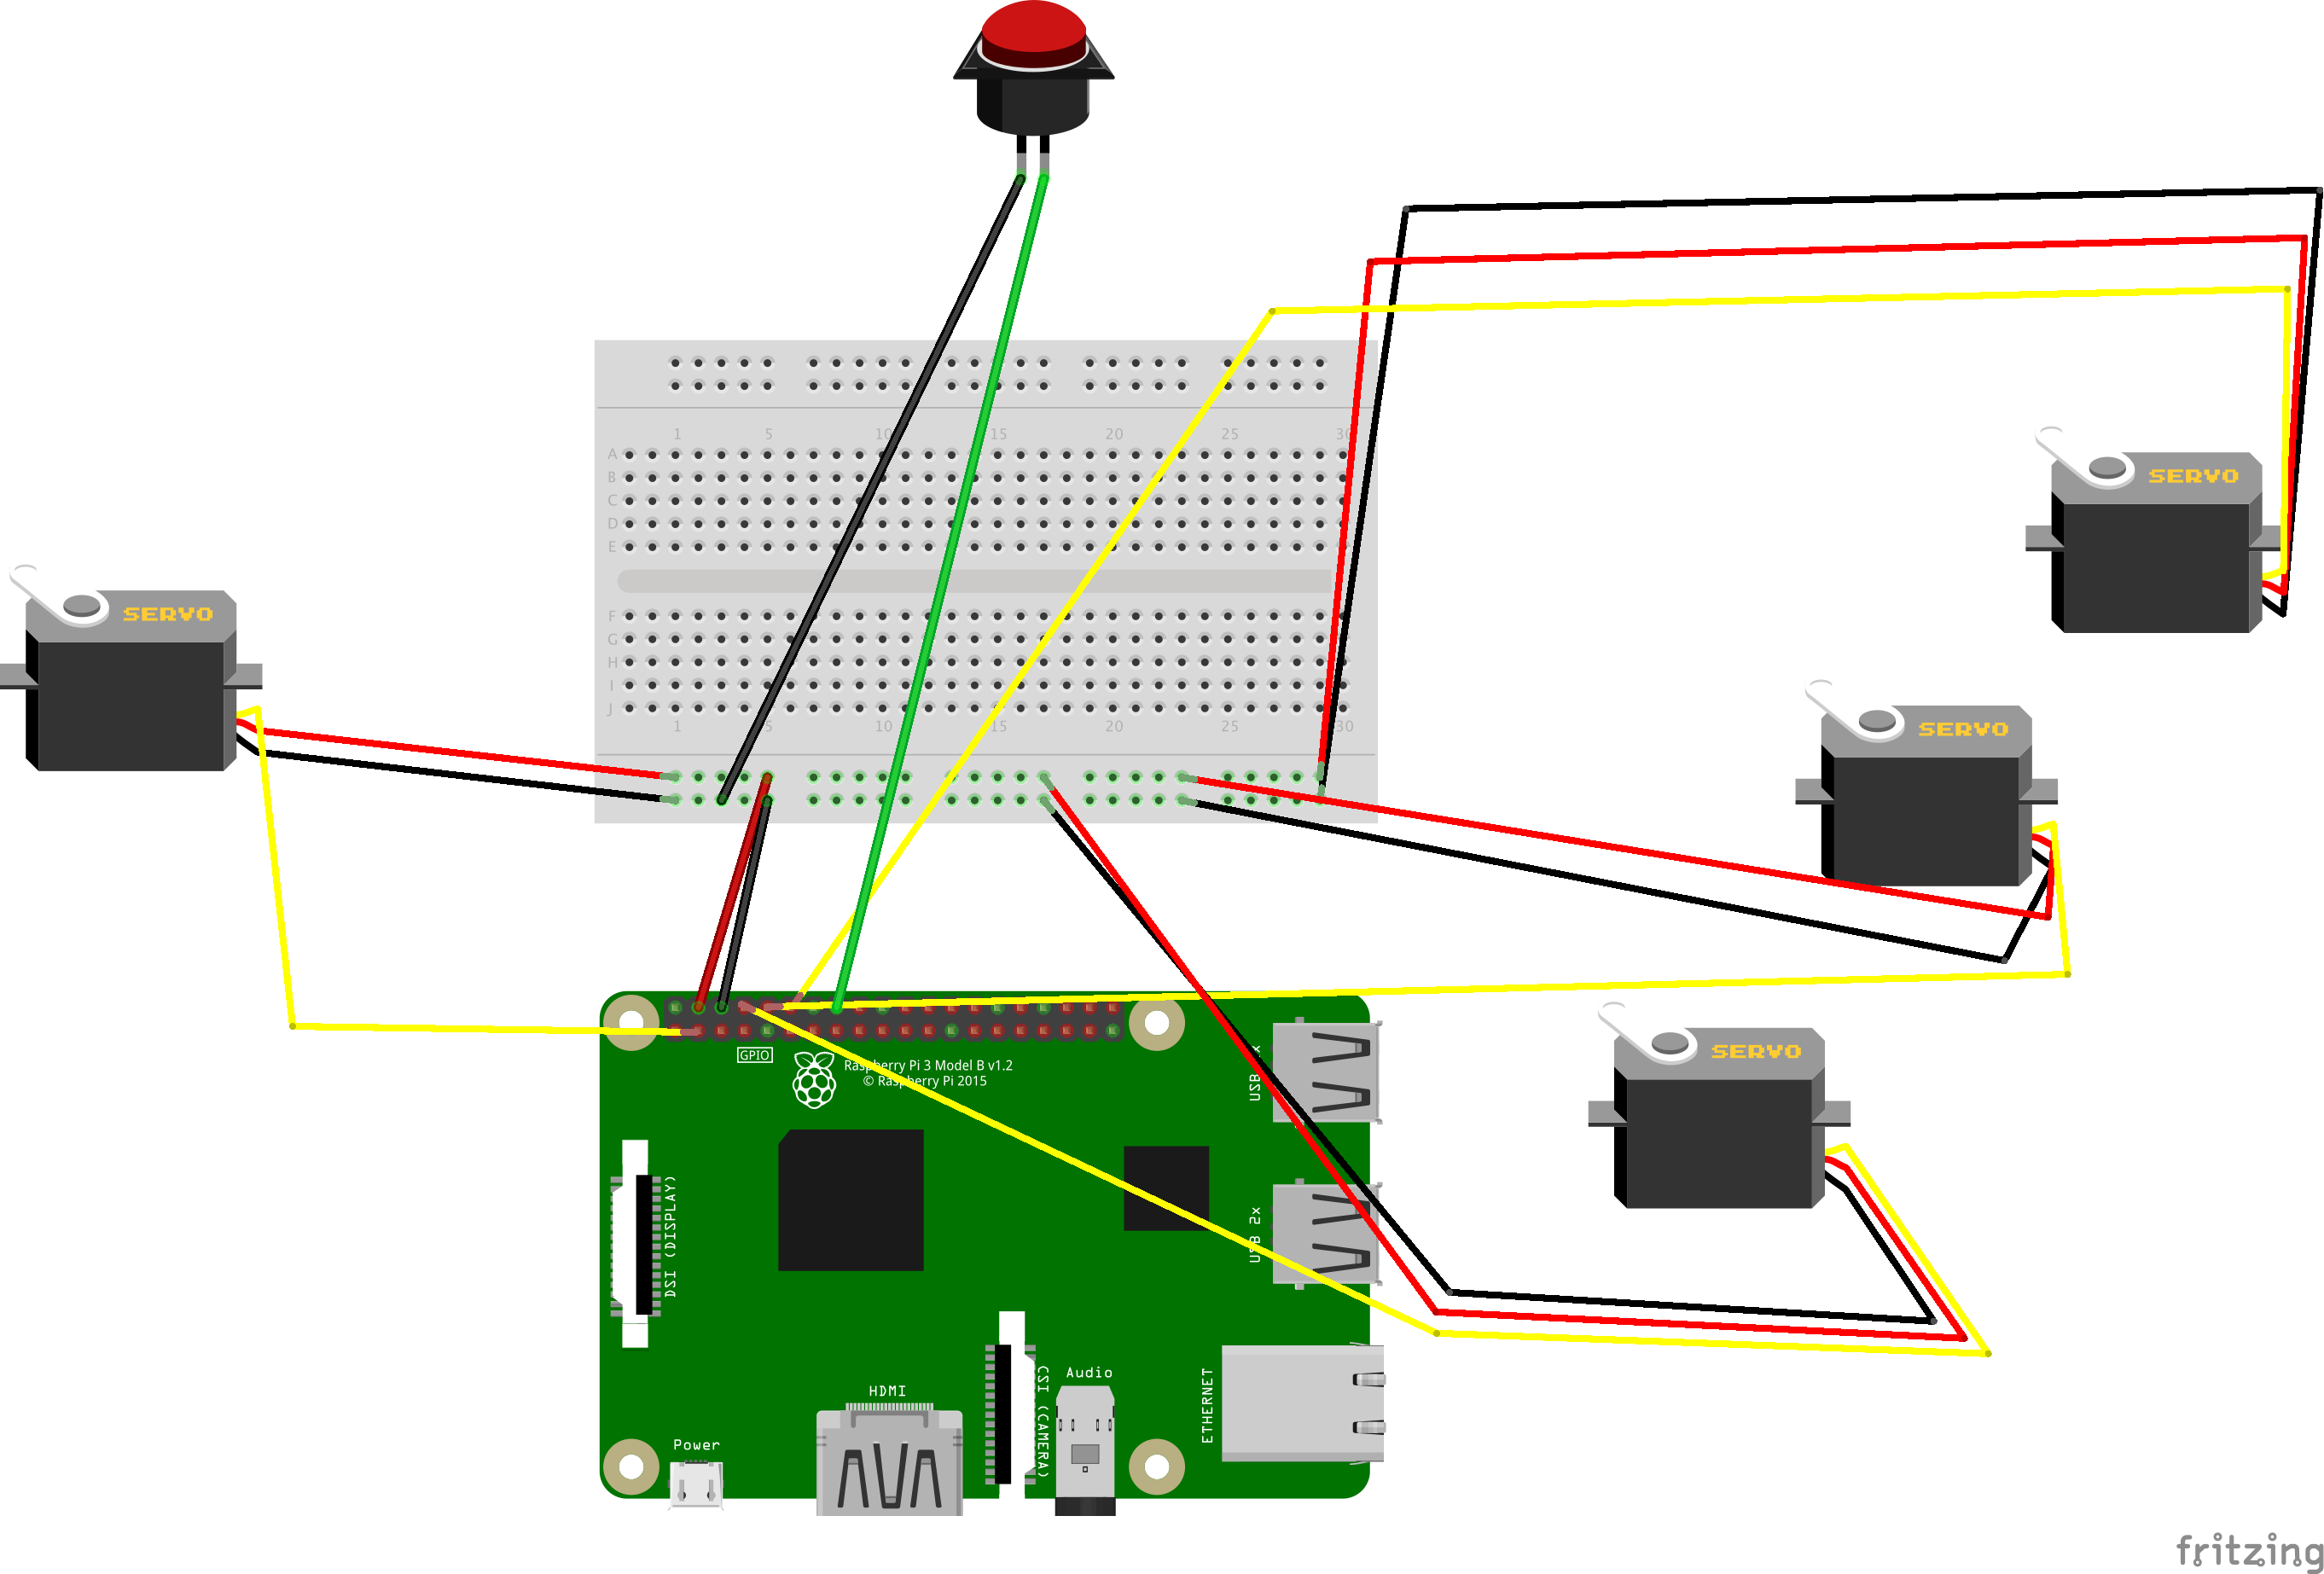 1 5 10 15 20 25 30
A
B
C
D
E
F
G
H
I
J
1 5 10 15 20 25 30
SERVO
SERVO
SERVO
SERVO
GPIO
Raspberry Pi 3 Model B v1.2
© Raspberry Pi 2015
USB 2x
USB 2x
DSI (DISPLAY)
CSI (CAMERA)
Audio
ETHERNET
HDMI
Power
fritzing